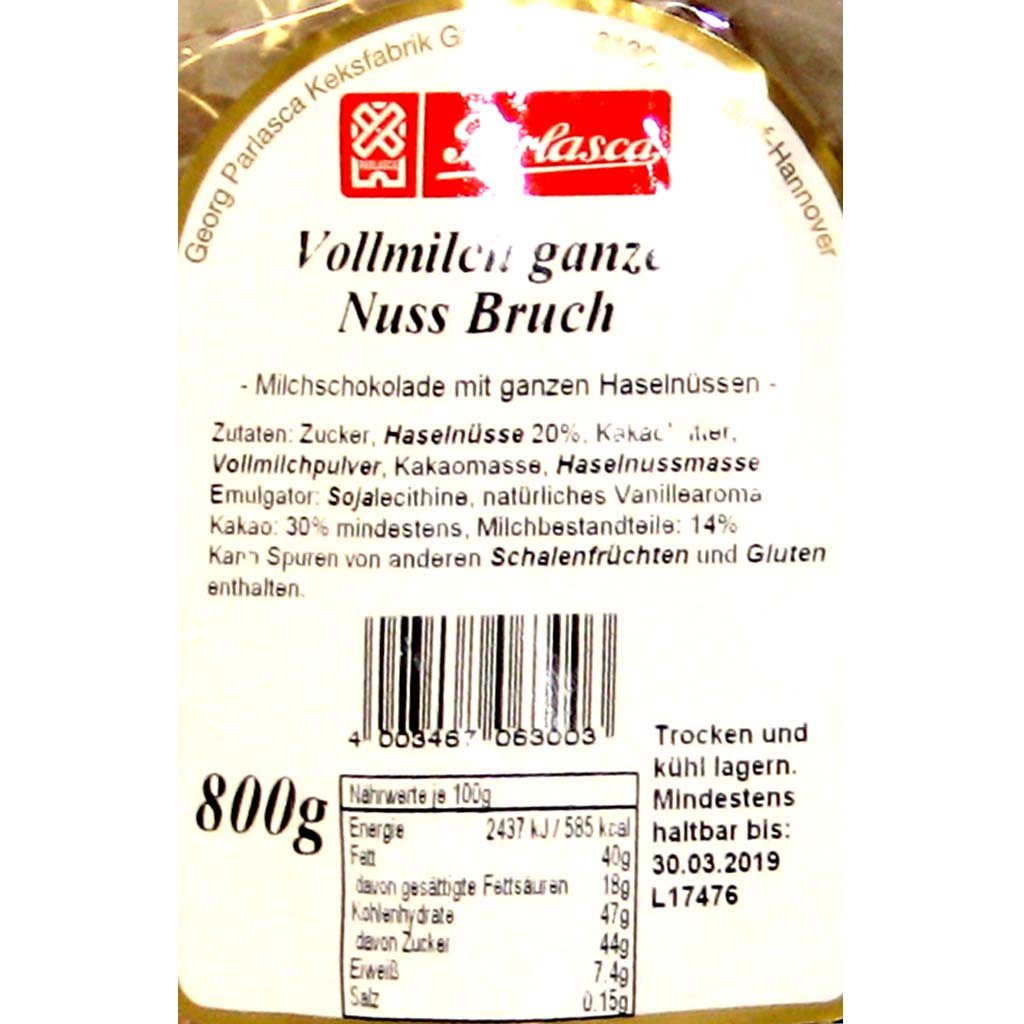 Georg Parlasca Keksfabrik
-Hannover
PARLASCA
Parlasca
Vollmilch ganze
Nuss Bruch
- Milchschokolade mit ganzen Haselnüssen -
Zutaten: Zucker, Haselnüsse 20%,
Vollmilchpulver, Kakaomasse, Haselnussmasse
Emulgator: Sojalecithine, natürliches Vanillearoma
Kakao: 30% mindestens, Milchbestandteile: 14%
Kann Spuren von anderen Schalenfrüchten und Gluten
enthalten.
4 003467 063003
Trocken und
kühl lagern.
Mindestens
haltbar bis:
30.03.2019
L17476
800g
Nährwerte je 100g
Energie 2437 kJ / 585 kcal
Fett 40g
davon gesättigte Fettsäuren 18g
Kohlenhydrate 47g
davon Zucker 44g
Eiweiß 7.4g
Salz 0.15g